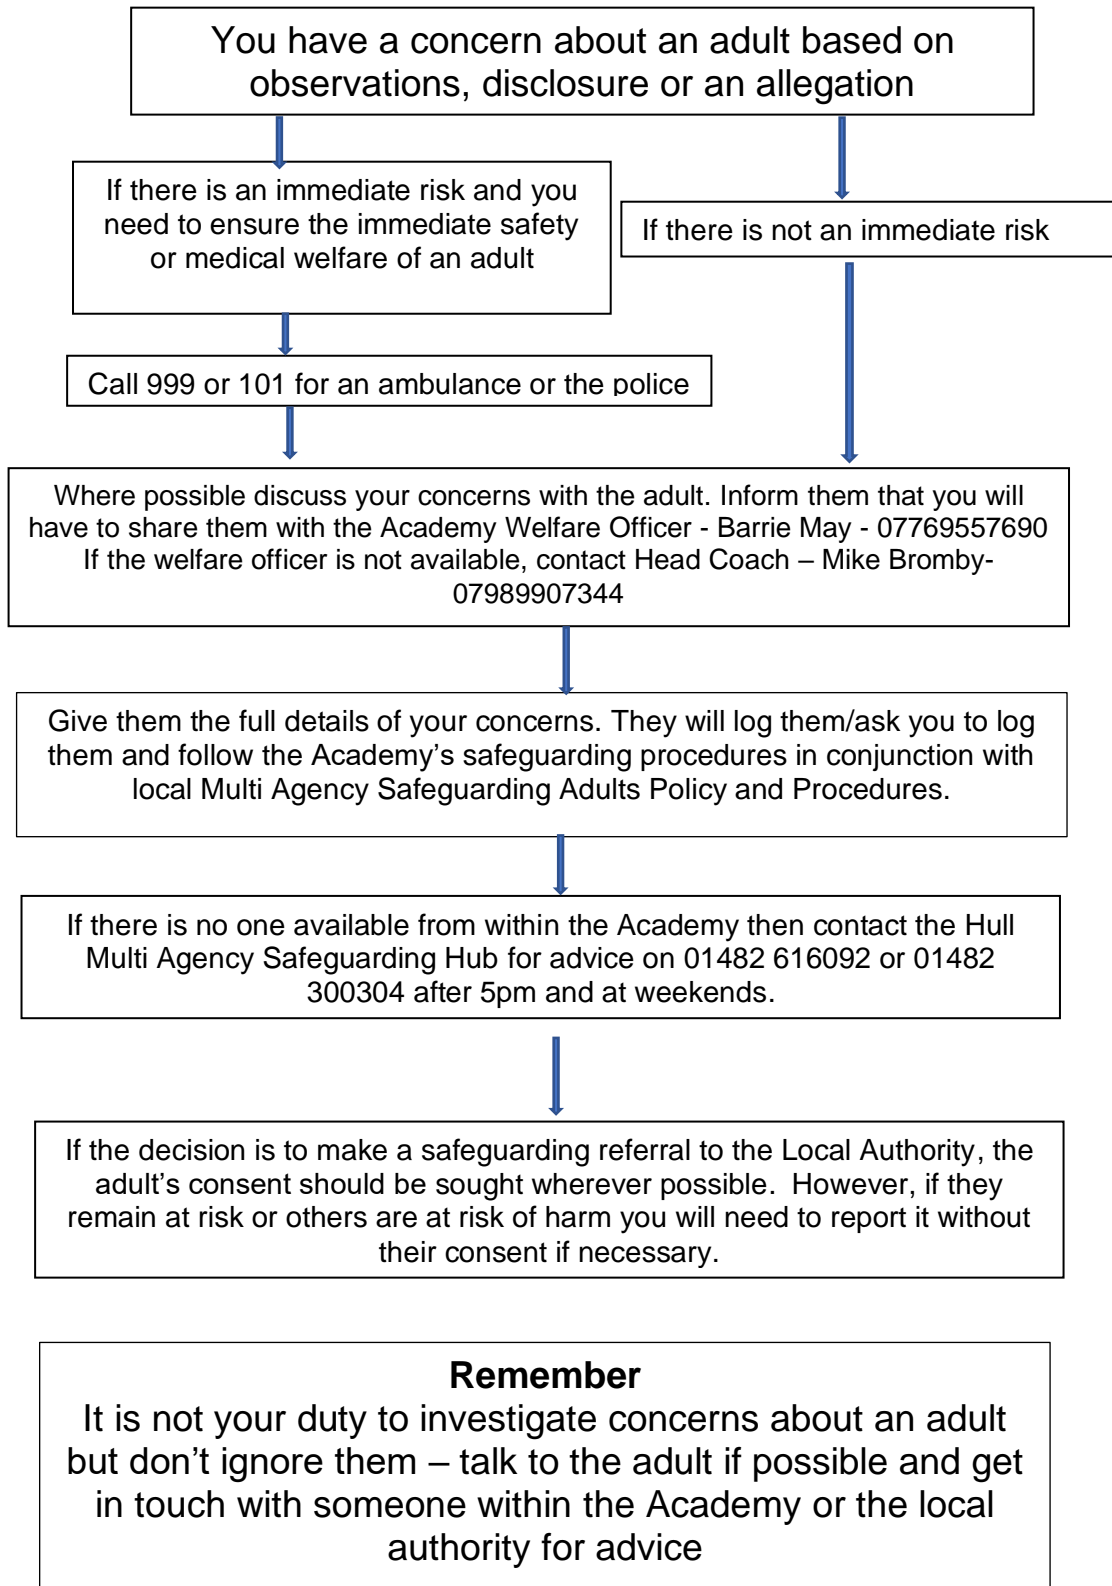 You have a concern about an adult based on
observations, disclosure or an allegation
If there is an immediate risk and you
need to ensure the immediate safety
or medical welfare of an adult
If there is not an immediate risk
Call 999 or 101 for an ambulance or the police
Where possible discuss your concerns with the adult. Inform them that you will
have to share them with the Academy Welfare Officer - Barrie May - 07769557690
If the welfare officer is not available, contact Head Coach – Mike Bromby-
07989907344
Give them the full details of your concerns. They will log them/ask you to log
them and follow the Academy’s safeguarding procedures in conjunction with
local Multi Agency Safeguarding Adults Policy and Procedures.
If there is no one available from within the Academy then contact the Hull
Multi Agency Safeguarding Hub for advice on 01482 616092 or 01482
300304 after 5pm and at weekends.
If the decision is to make a safeguarding referral to the Local Authority, the
adult’s consent should be sought wherever possible.  However, if they
remain at risk or others are at risk of harm you will need to report it without
their consent if necessary.
Remember
It is not your duty to investigate concerns about an adult
but don’t ignore them – talk to the adult if possible and get
in touch with someone within the Academy or the local
authority for advice